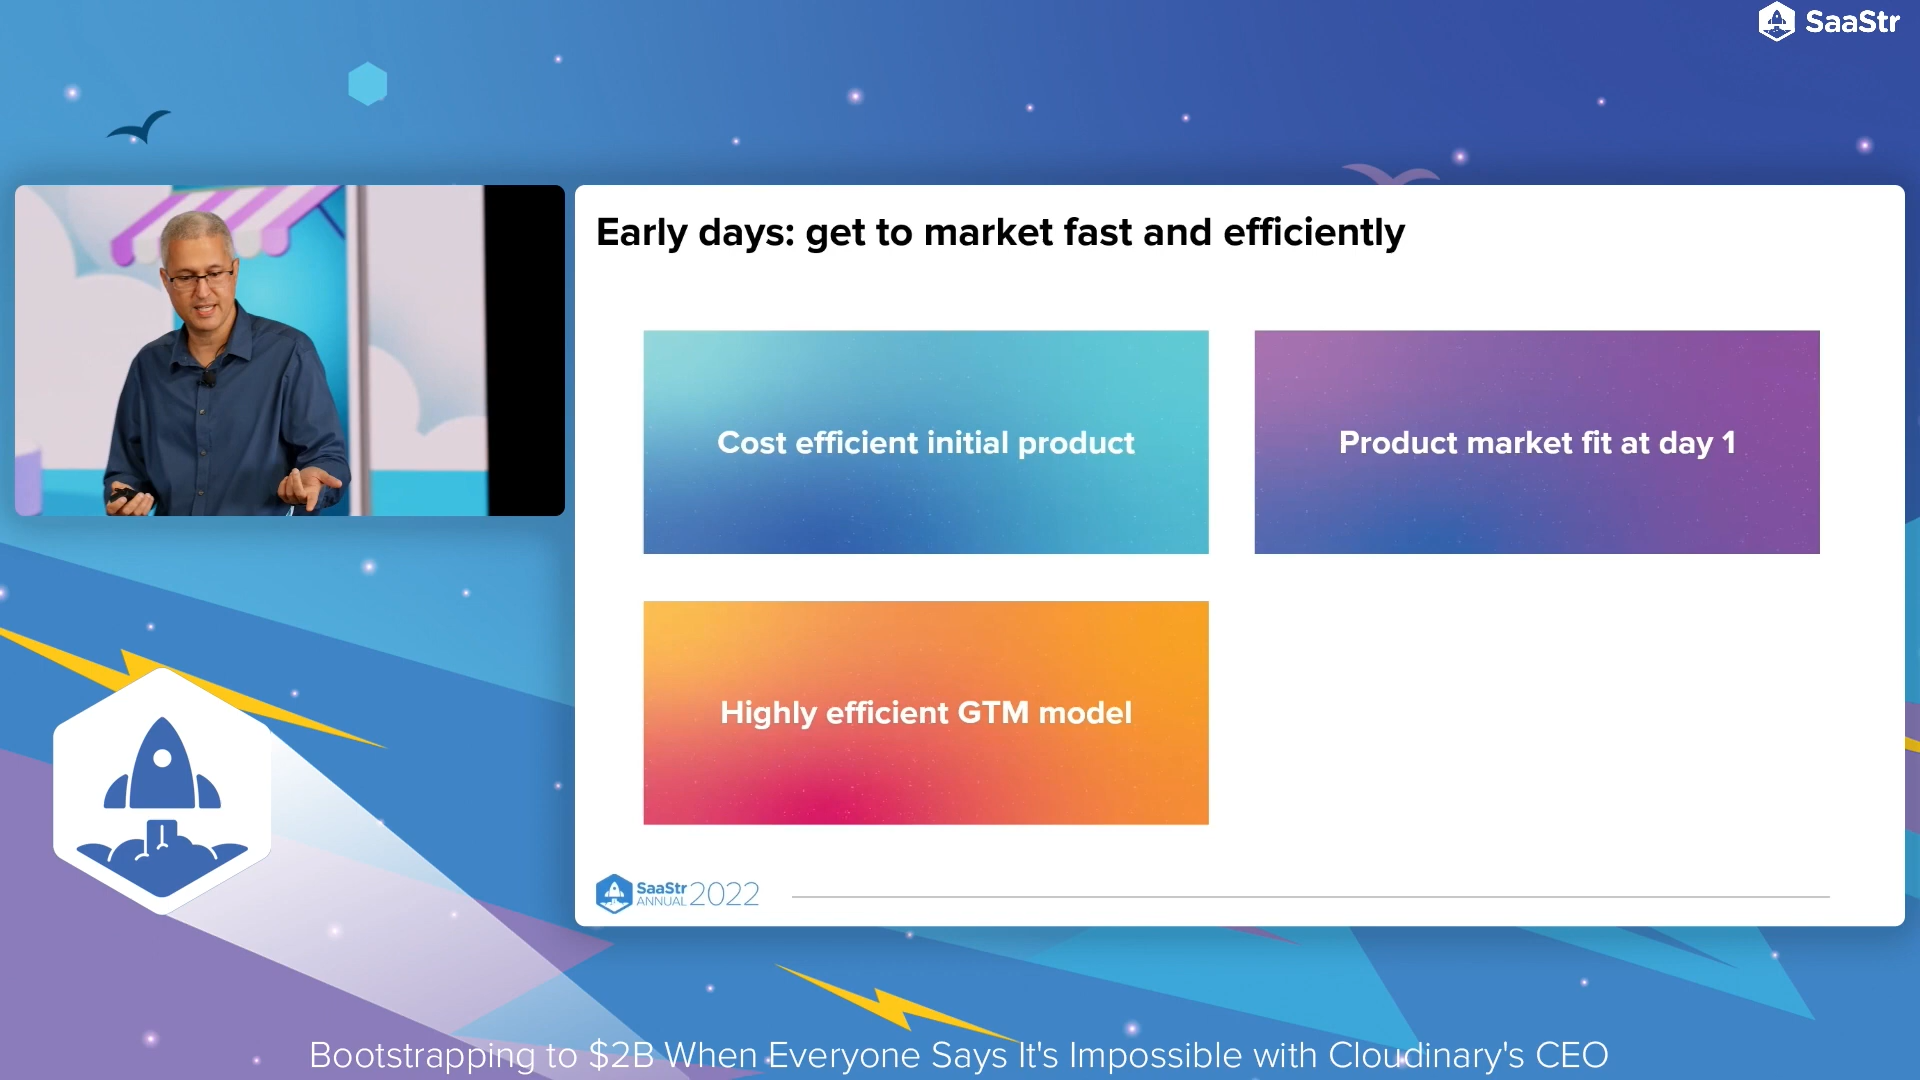 SaaStr
Early days: get to market fast and efficiently
Cost efficient initial product
Product market fit at day 1
Highly efficient GTM model
SaaStr
ANNUAL 2022
Bootstrapping to $2B When Everyone Says It's Impossible with Cloudinary's CEO